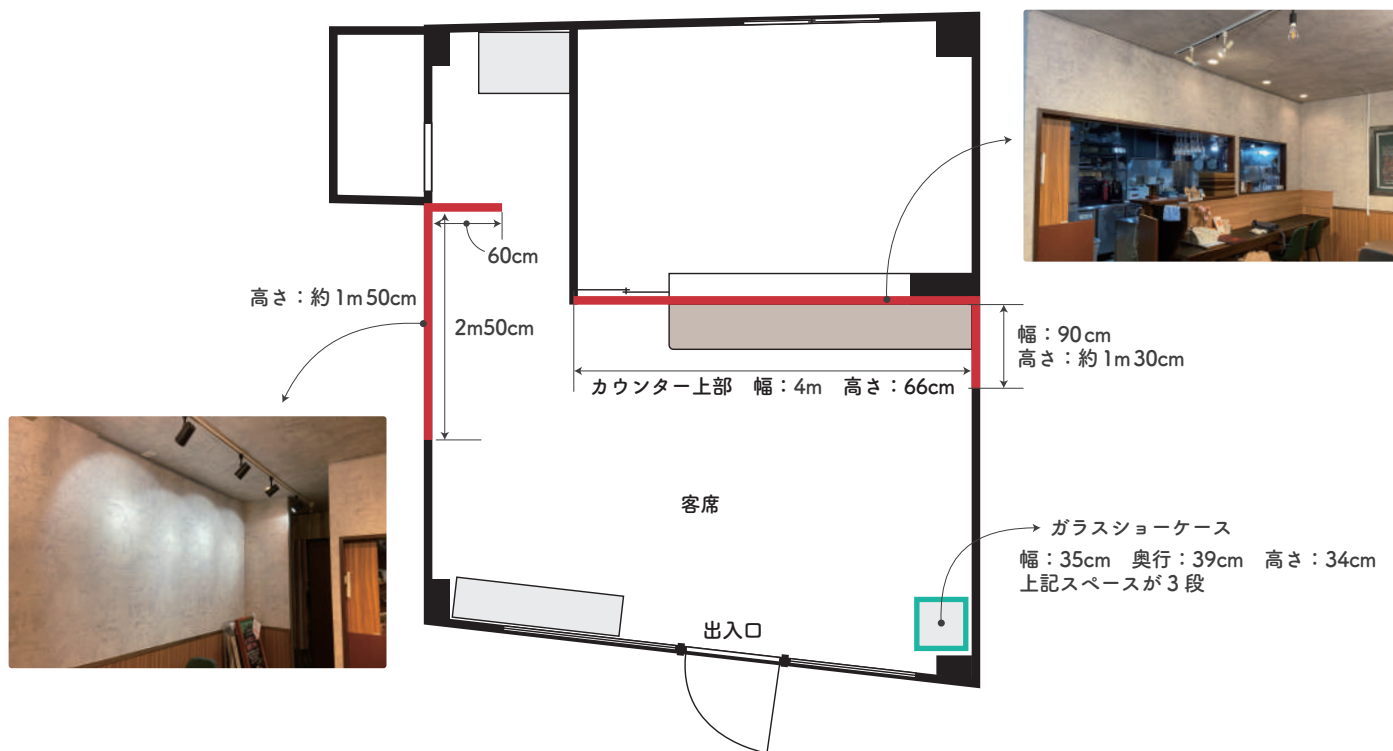 60cm
高さ：約1m50cm
2m50cm
幅：90cm
高さ：約1m30cm
カウンター上部　幅：4m　高さ：66cm
客席
ガラスショーケース
幅：35cm　奥行：39cm　高さ：34cm
上記スペースが3段
出入口